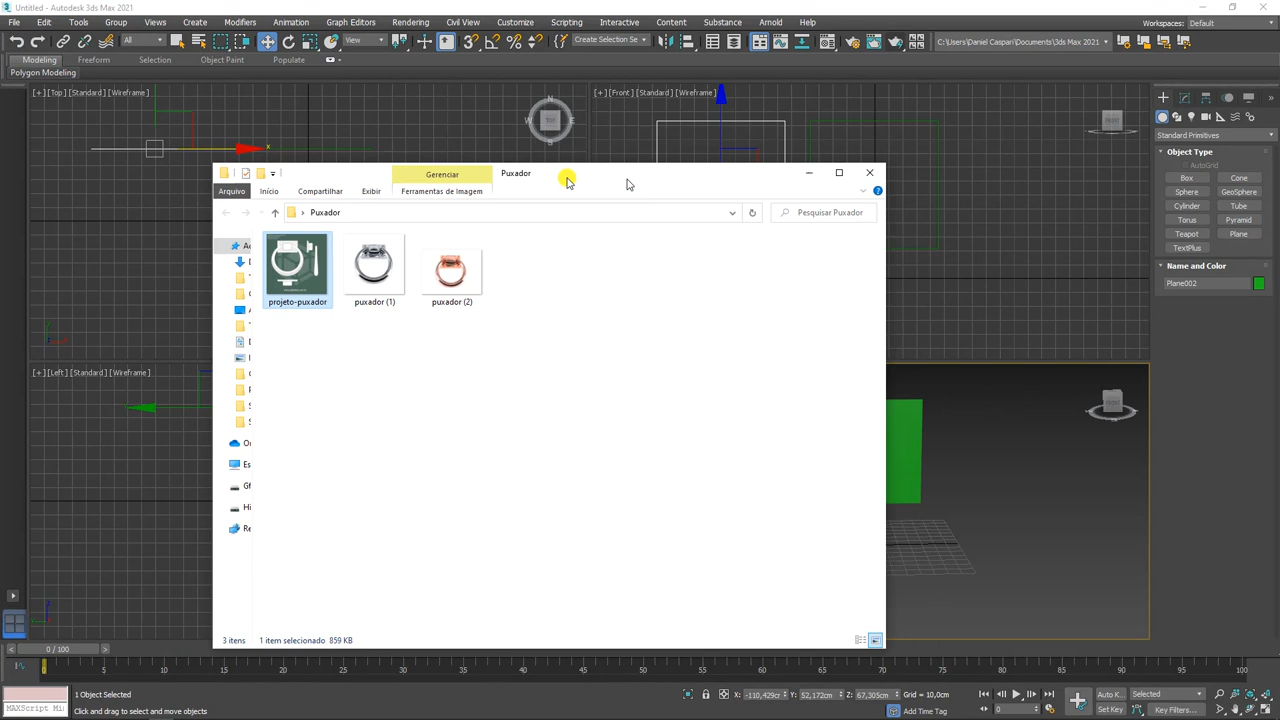 Untitled - Autodesk 3ds Max 2021
File Edit Tools Group Views Create Modifiers Animation Graph Editors Rendering Civil View Customize Scripting Interactive Content Substance Arnold Help
Workspaces: Default
All View Create Selection Se C:\Users\Daniel Caspari\Documents\3ds Max 2021
Modeling Freeform Selection Object Paint Populate
Polygon Modeling
[+] [Top] [Standard] [Wireframe]
[+] [Front] [Standard] [Wireframe]
N
W E
S
x
Standard Primitives
Object Type
AutoGrid
Box Cone
Sphere GeoSphere
Cylinder Tube
Torus Pyramid
Teapot Plane
TextPlus
Name and Color
Plane002
Gerenciar Puxador
Arquivo Início Compartilhar Exibir Ferramentas de Imagem
Puxador
Pesquisar Puxador
projeto-puxador puxador (1) puxador (2)
3 itens 1 item selecionado 859 KB
[+] [Left] [Standard] [Wireframe]
FRONT
0 / 100
0 5 10 15 20 25 30 35 40 45 50 55 60 65 70 75 80 85 90 95 100
MAXScript Mi
1 Object Selected
Click and drag to select and move objects
X: -110,429cr Y: 52,172cm Z: 67,305cm Grid = 10,0cm
Add Time Tag
Auto K... Selected
Set Key Key Filters...
0